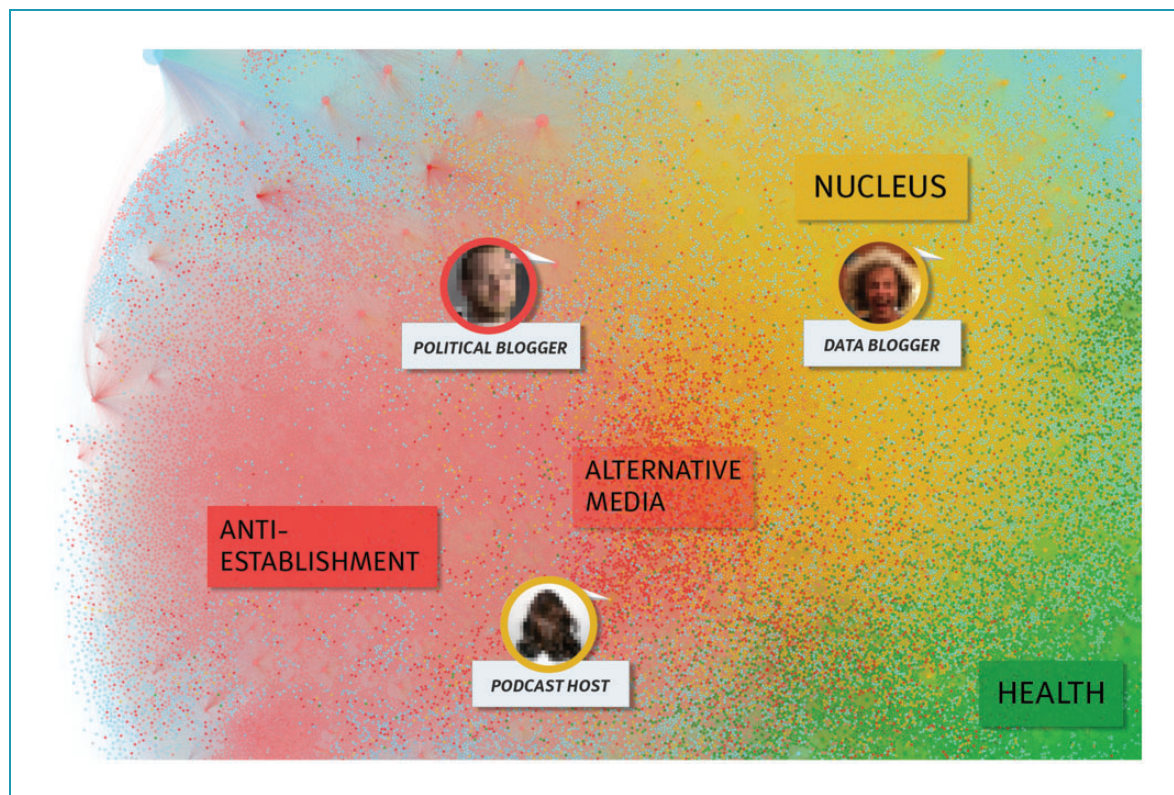 NUCLEUS
POLITICAL BLOGGER
DATA BLOGGER
ALTERNATIVE
MEDIA
ANTI-
ESTABLISHMENT
PODCAST HOST
HEALTH